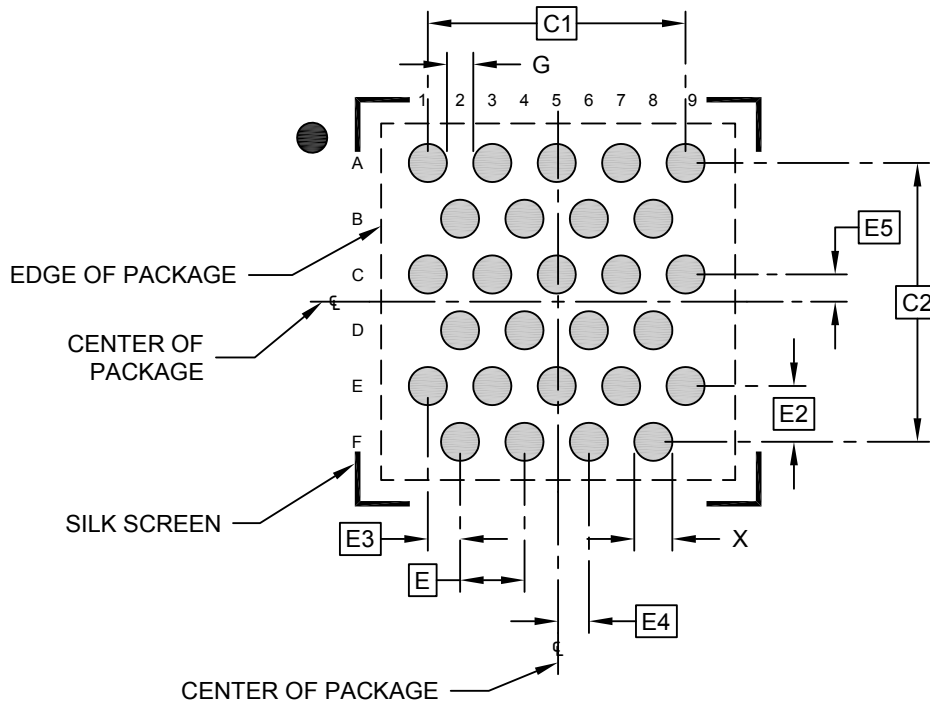 C1
G
1 2 3 4 5 6 7 8 9
A
B
E5
EDGE OF PACKAGE
C
C2
℄
CENTER OF
PACKAGE
D
E
E2
F
SILK SCREEN
E3
X
E
E4
℄
CENTER OF PACKAGE